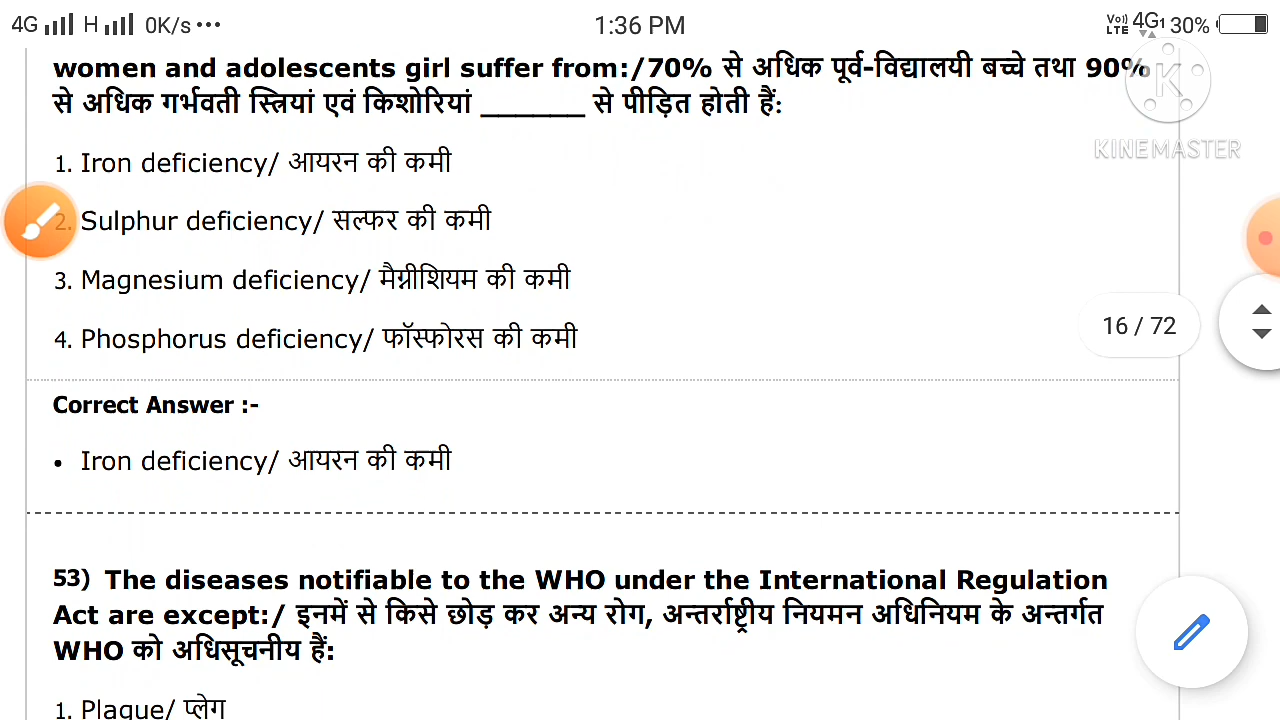 4G H 0K/s ••• 1:36 PM Vo)) LTE 4G1 30%
women and adolescents girl suffer from:/70% से अधिक पूर्व-विद्यालयी बच्चे तथा 90%
से अधिक गर्भवती स्त्रियां एवं किशोरियां ______ से पीड़ित होती हैं:
KINEMASTER
1. Iron deficiency/ आयरन की कमी
2. Sulphur deficiency/ सल्फर की कमी
3. Magnesium deficiency/ मैग्नीशियम की कमी
16 / 72
4. Phosphorus deficiency/ फॉस्फोरस की कमी
Correct Answer :-
• Iron deficiency/ आयरन की कमी
53) The diseases notifiable to the WHO under the International Regulation
Act are except:/ इनमें से किसे छोड़ कर अन्य रोग, अन्तर्राष्ट्रीय नियमन अधिनियम के अन्तर्गत
WHO को अधिसूचनीय हैं:
1. Plague/ प्लेग